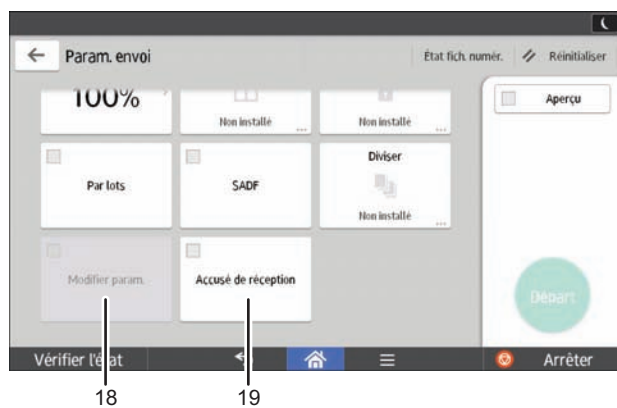 Param. envoi
État fich. numér.
Réinitialiser
100%
Non installé ...
Non installé ...
Aperçu
Par lots
SADF
Diviser
Non installé ...
Modifier param.
Accusé de réception
Départ
Vérifier l'état
Arrêter
18
19